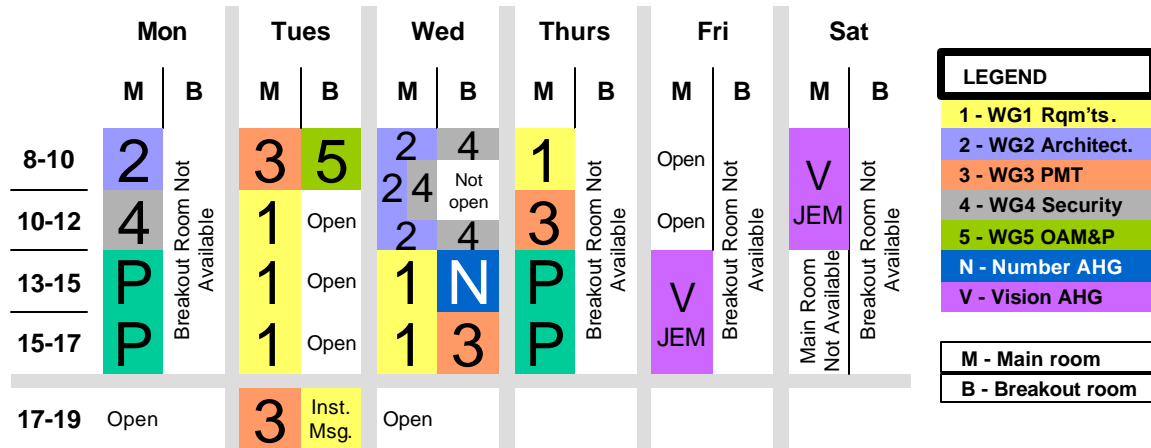 Mon Tues Wed Thurs Fri Sat
M B M B M B M B M B M B
LEGEND
1 - WG1 Rqm'ts.
2 - WG2 Architect.
3 - WG3 PMT
4 - WG4 Security
5 - WG5 OAM&P
N - Number AHG
V - Vision AHG
M - Main room
B - Breakout room
8-10
2
3
5
2
4
1
Open
V
JEM
2 4
Not
open
10-12
4
1
Open
2
4
3
Open
13-15
P
1
Open
1
N
P
V
JEM
15-17
P
1
Open
1
3
P
Breakout Room Not
Available
Breakout Room Not
Available
Breakout Room Not
Available
Main Room
Not Available
Breakout Room Not
Available
17-19
Open
3
Inst.
Msg.
Open